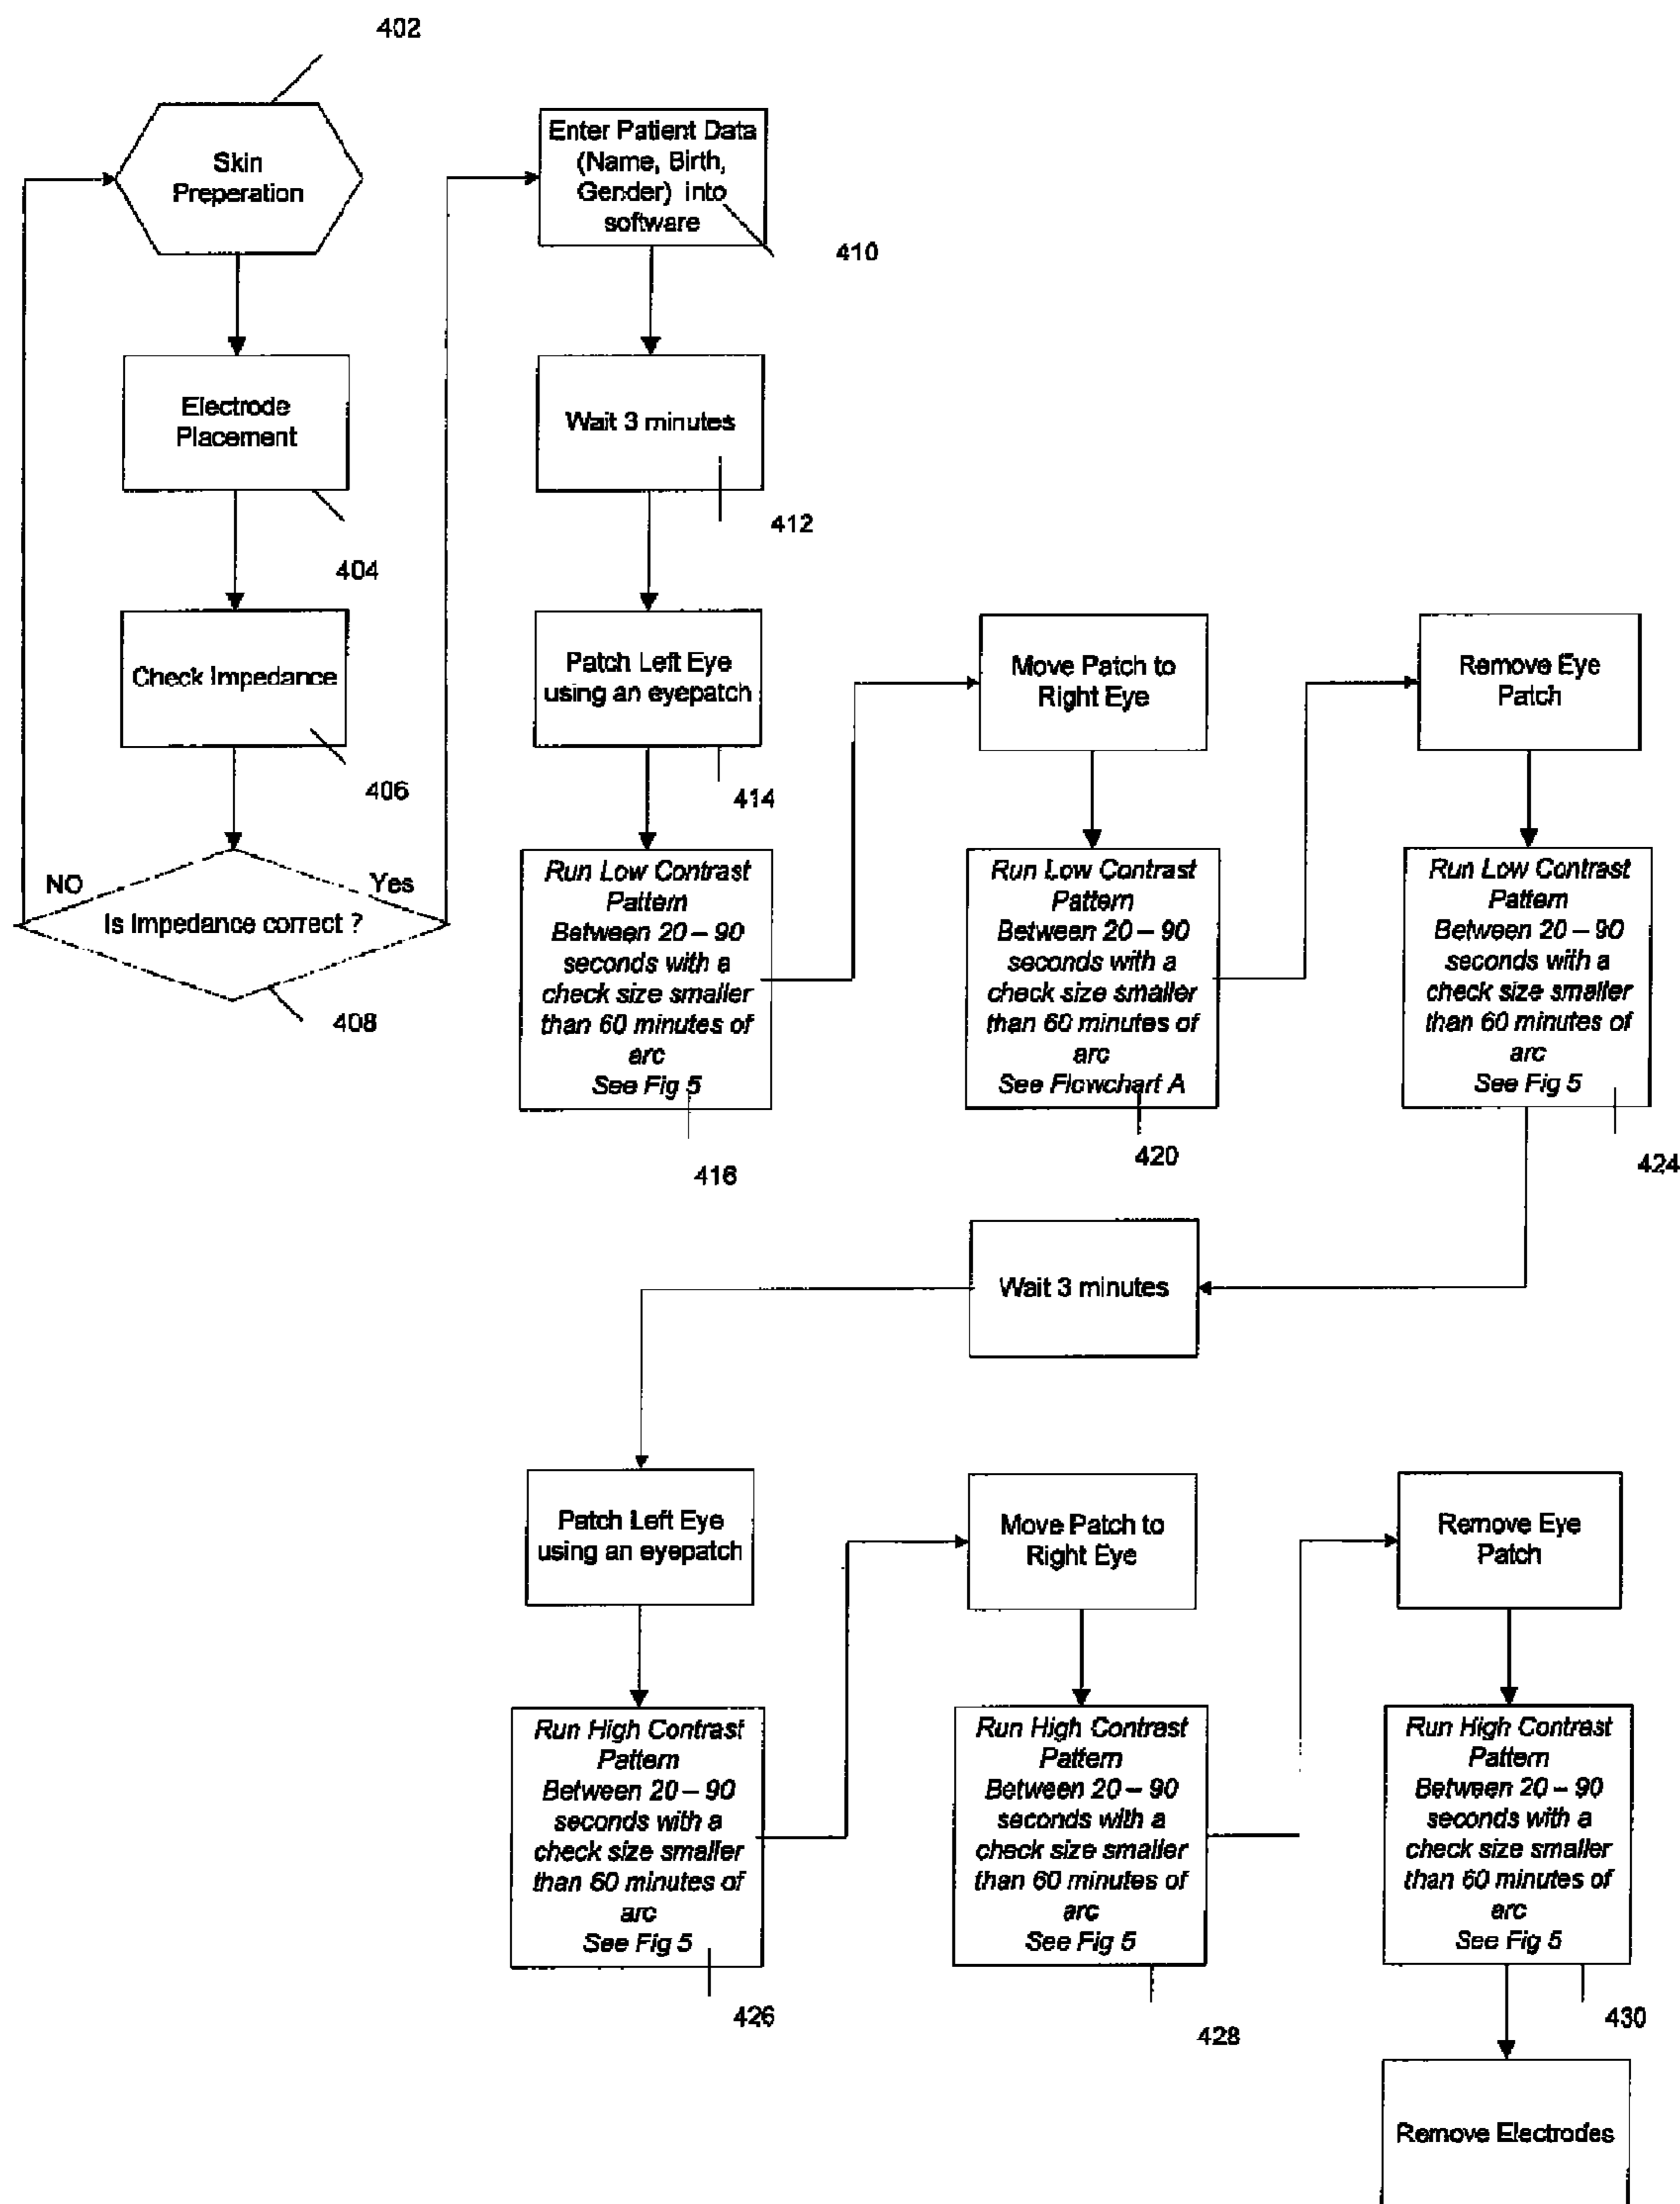 402
Skin
Preperation
Electrode
Placement
404
Check Impedance
406
NO
Yes
Is Impedance correct ?
408
Enter Patient Data
(Name, Birth,
Gender) into
software
410
Wait 3 minutes
412
Patch Left Eye
using an eyepatch
414
Run Low Contrast
Pattern
Between 20 – 90
seconds with a
check size smaller
than 60 minutes of
arc
See Fig 5
416
Move Patch to
Right Eye
Run Low Contrast
Pattern
Between 20 – 90
seconds with a
check size smaller
than 60 minutes of
arc
See Flowchart A
420
Remove Eye
Patch
Run Low Contrast
Pattern
Between 20 – 90
seconds with a
check size smaller
than 60 minutes of
arc
See Fig 5
424
Wait 3 minutes
Patch Left Eye
using an eyepatch
Run High Contrast
Pattern
Between 20 – 90
seconds with a
check size smaller
than 60 minutes of
arc
See Fig 5
426
Move Patch to
Right Eye
Run High Contrast
Pattern
Between 20 – 90
seconds with a
check size smaller
than 60 minutes of
arc
See Fig 5
428
Remove Eye
Patch
Run High Contrast
Pattern
Between 20 – 90
seconds with a
check size smaller
than 60 minutes of
arc
See Fig 5
430
Remove Electrodes